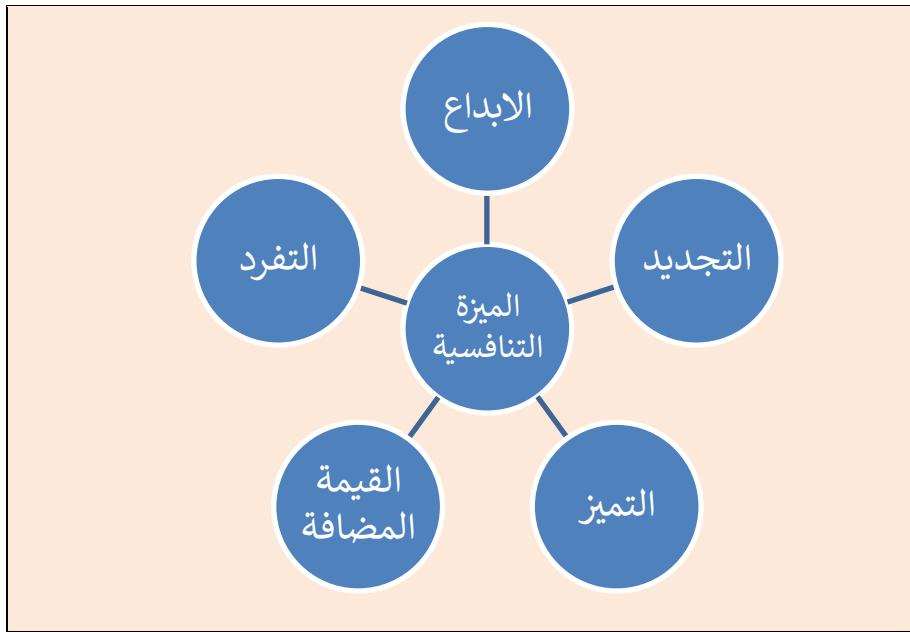 الابداع
التجديد
التفرد
الميزة
التنافسية
التميز
القيمة
المضافة